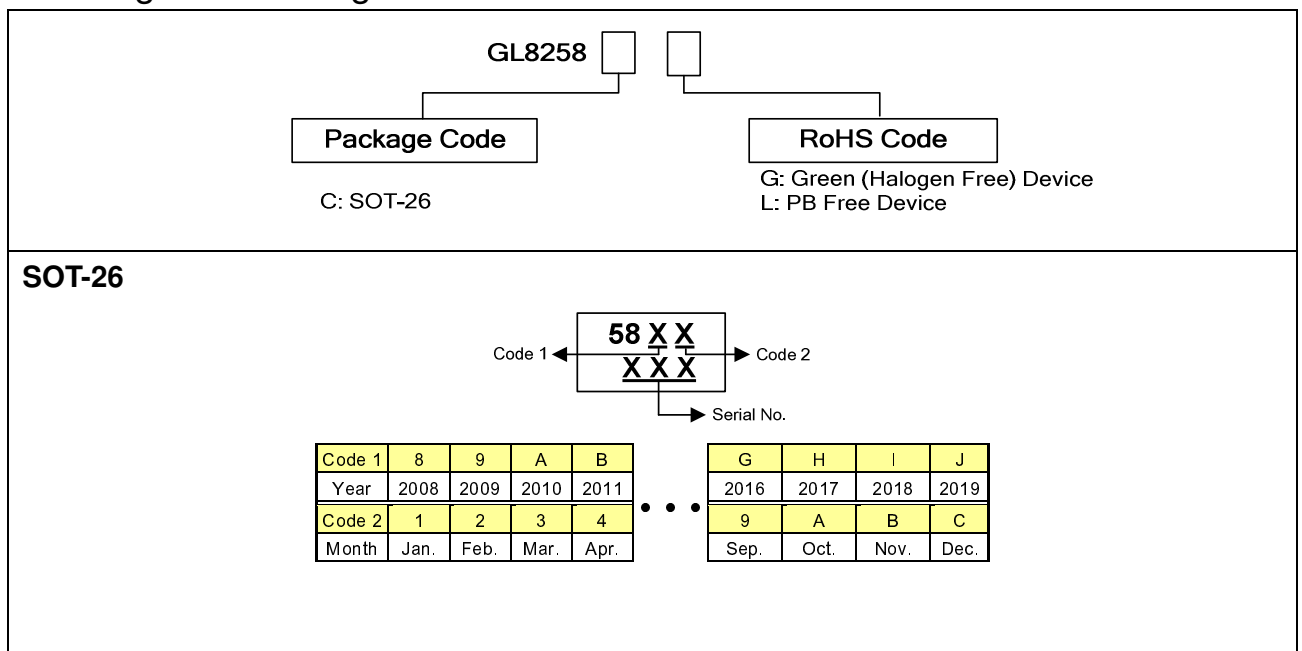 GL8258
Package Code
RoHS Code
C: SOT-26
G: Green (Halogen Free) Device
L: PB Free Device
SOT-26
58 X X
Code 1
Code 2
X X X
Serial No.
Code 1 8 9 A B G H I J
Year 2008 2009 2010 2011 • • • 2016 2017 2018 2019
Code 2 1 2 3 4 9 A B C
Month Jan. Feb. Mar. Apr. Sep. Oct. Nov. Dec.